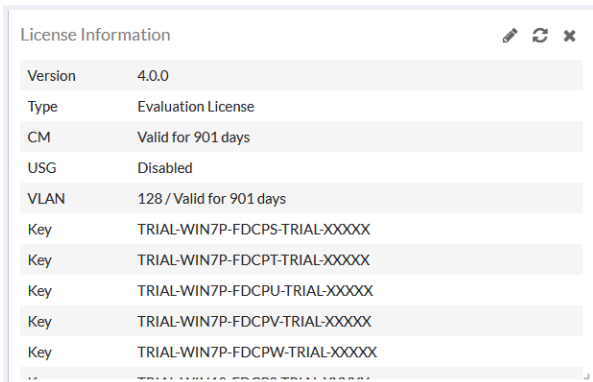 License Information
Version 4.0.0
Type Evaluation License
CM Valid for 901 days
USG Disabled
VLAN 128 / Valid for 901 days
Key TRIAL-WIN7P-FDCPS-TRIAL-XXXXX
Key TRIAL-WIN7P-FDCPT-TRIAL-XXXXX
Key TRIAL-WIN7P-FDCPU-TRIAL-XXXXX
Key TRIAL-WIN7P-FDCPV-TRIAL-XXXXX
Key TRIAL-WIN7P-FDCPW-TRIAL-XXXXX